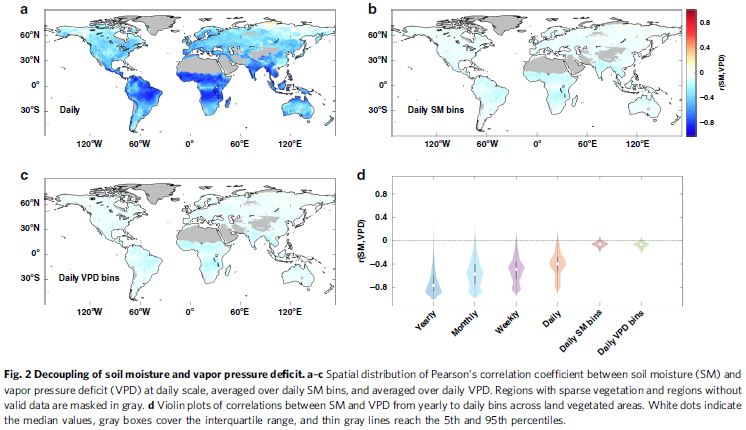 a
60°N
30°N
0°
30°S
Daily
120°W
60°W
0°
60°E
120°E
b
60°N
30°N
0°
30°S
Daily SM bins
120°W
60°W
0°
60°E
120°E
0.8
0.4
0
−0.4
−0.8
r(SM,VPD)
c
60°N
30°N
0°
30°S
Daily VPD bins
120°W
60°W
0°
60°E
120°E
d
0.8
0.4
0
−0.4
−0.8
r(SM,VPD)
Yearly
Monthly
Weekly
Daily
Daily SM bins
Daily VPD bins
Fig. 2 Decoupling of soil moisture and vapor pressure deficit. a–c Spatial distribution of Pearson's correlation coefficient between soil moisture (SM) and
vapor pressure deficit (VPD) at daily scale, averaged over daily SM bins, and averaged over daily VPD. Regions with sparse vegetation and regions without
valid data are masked in gray. d Violin plots of correlations between SM and VPD from yearly to daily bins across land vegetated areas. White dots indicate
the median values, gray boxes cover the interquartile range, and thin gray lines reach the 5th and 95th percentiles.